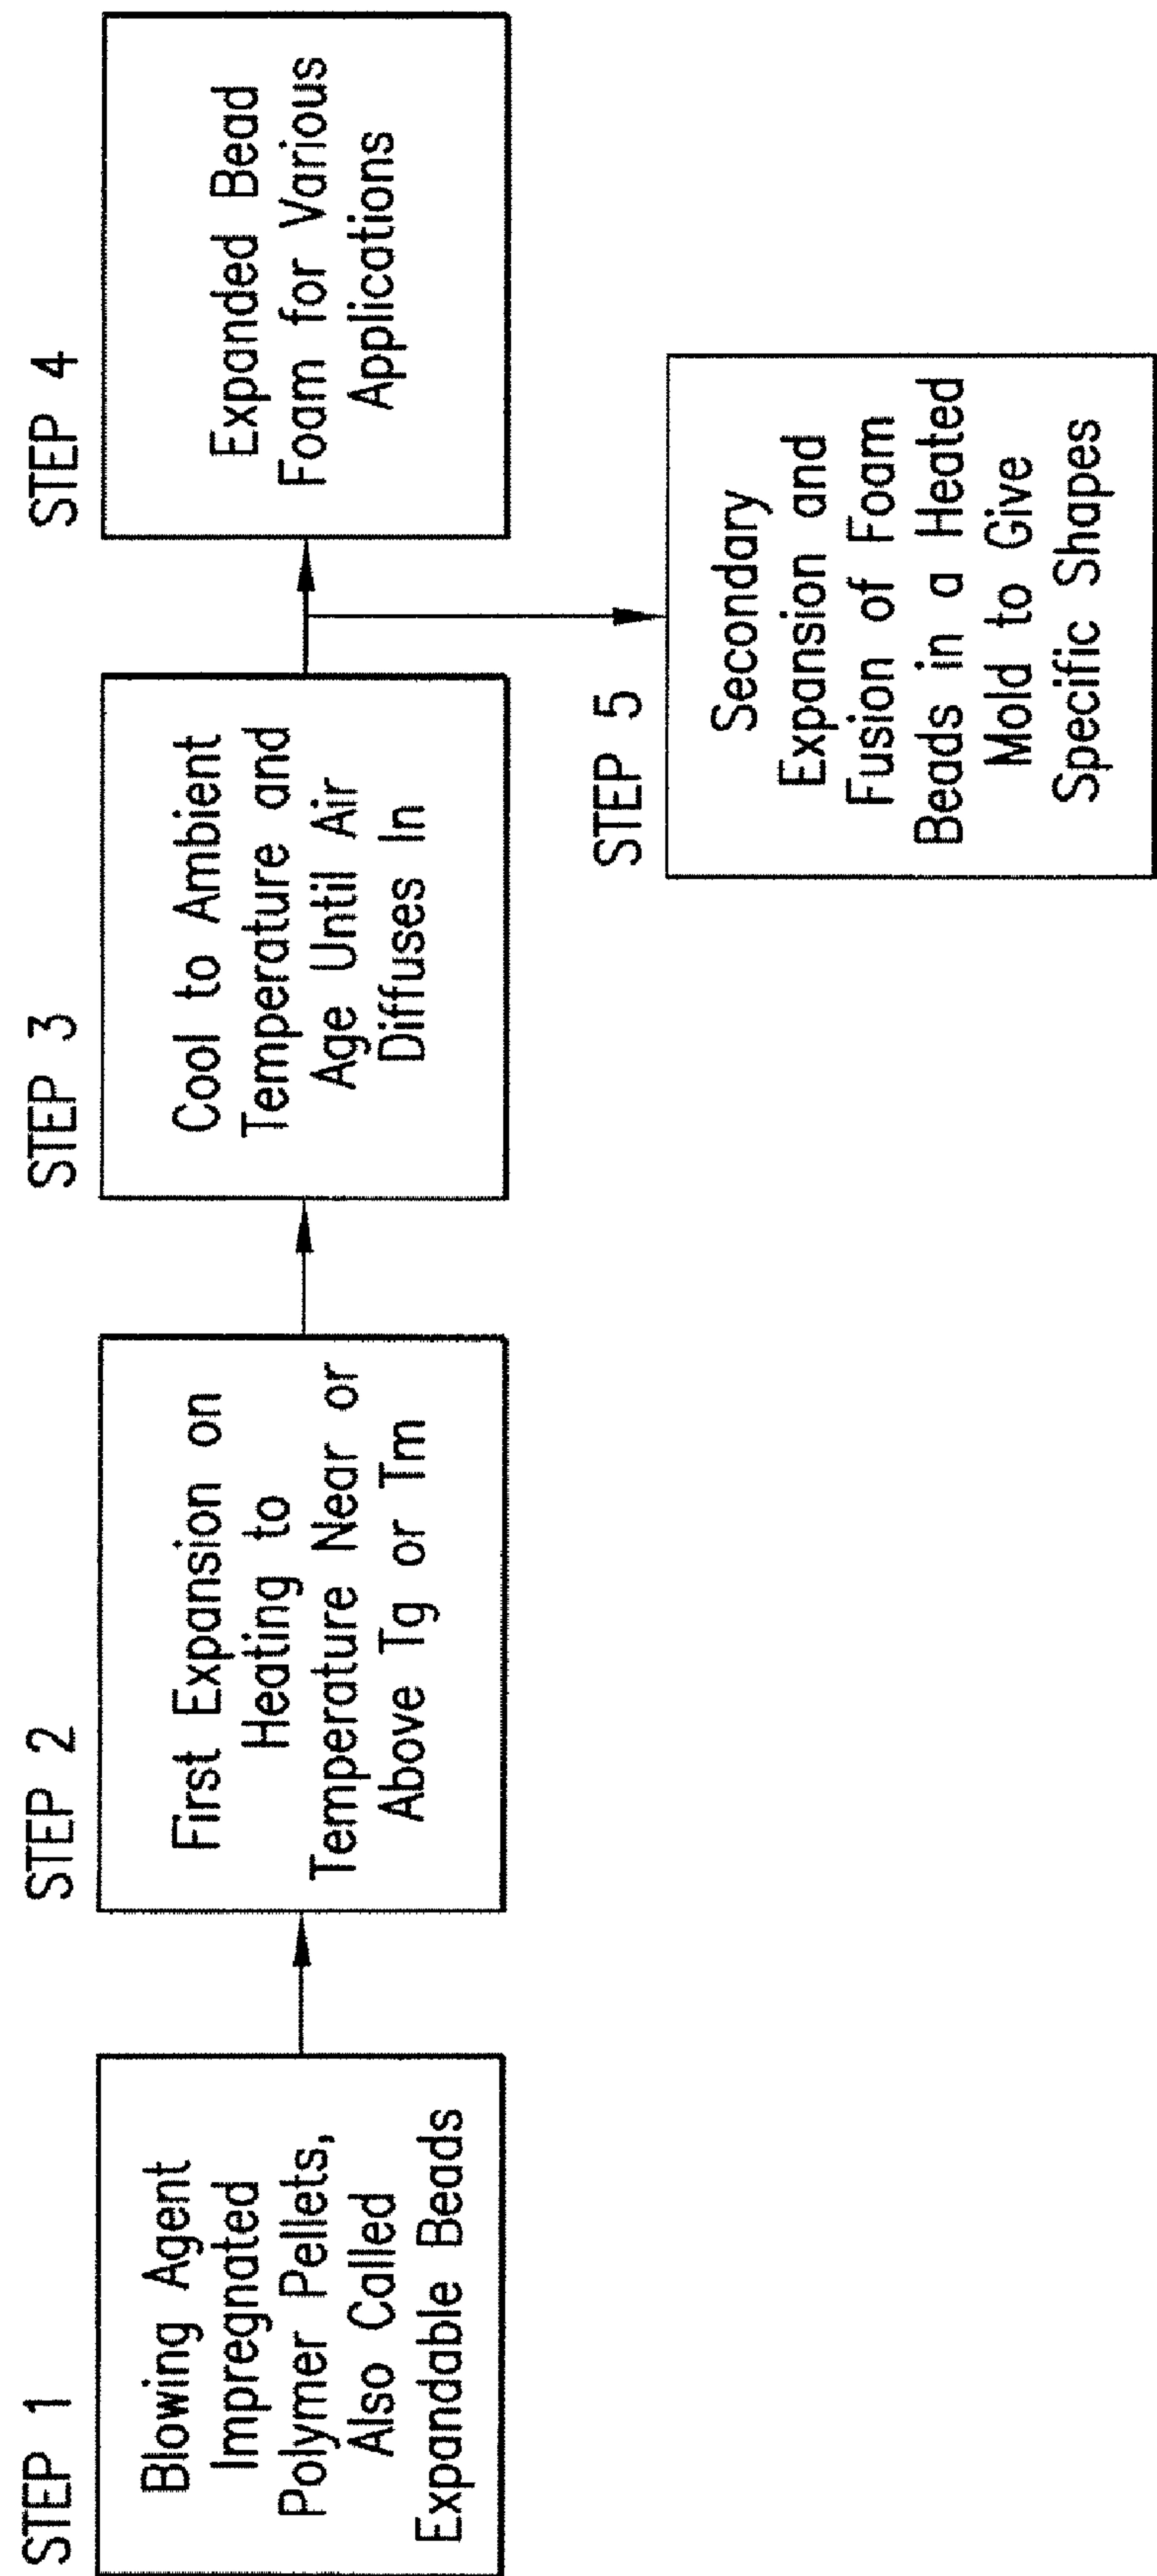 STEP 1
Blowing Agent
Impregnated
Polymer Pellets,
Also Called
Expandable Beads
STEP 2
First Expansion on
Heating to
Temperature Near or
Above Tg or Tm
STEP 3
Cool to Ambient
Temperature and
Age Until Air
Diffuses In
STEP 4
Expanded Bead
Foam for Various
Applications
STEP 5
Secondary
Expansion and
Fusion of Foam
Beads in a Heated
Mold to Give
Specific Shapes